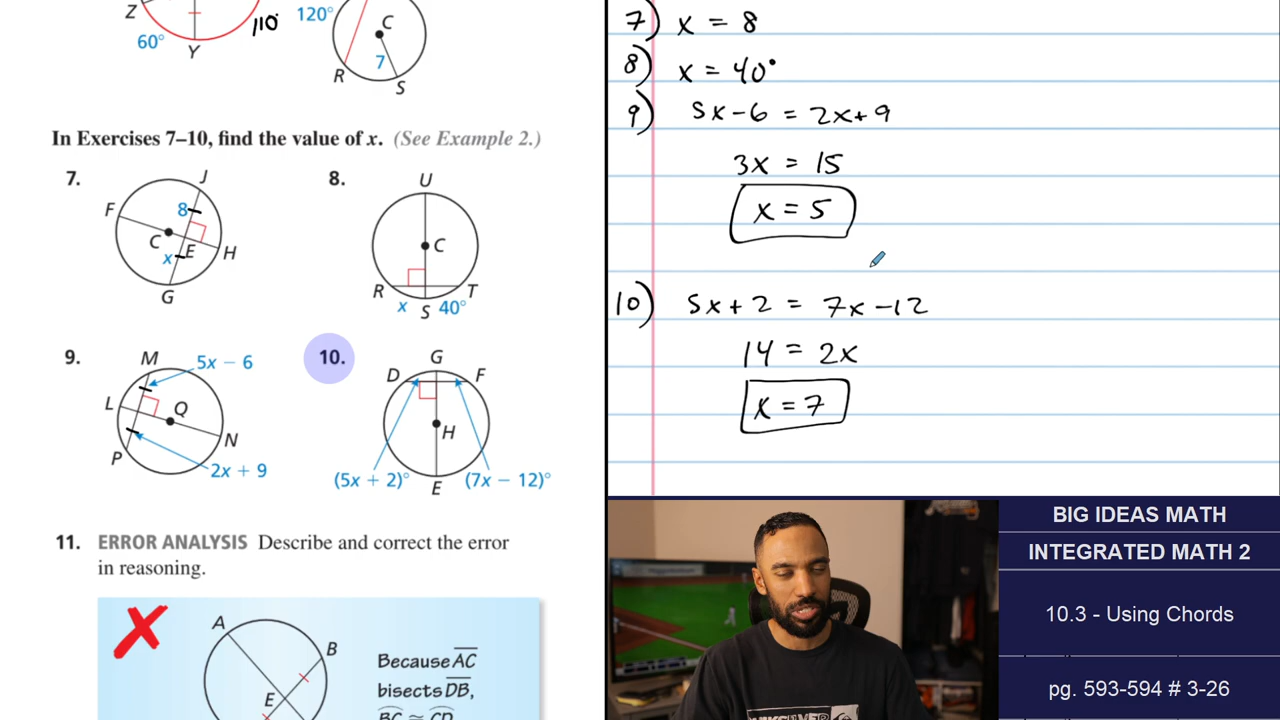 Z
60°
Y
110°
120°
C
7
R
S
In Exercises 7–10, find the value of x. (See Example 2.)
7.
J
F
8
C
E
H
x
G
8.
U
C
R
T
x
S
40°
9.
M
5x − 6
L
Q
N
P
2x + 9
10.
G
D
F
H
(5x + 2)°
E
(7x − 12)°
11. ERROR ANALYSIS Describe and correct the error
in reasoning.
A
B
E
Because AC
bisects DB,
BC ≅ CD
7) x = 8
8) x = 40°
9) 5x − 6 = 2x + 9
3x = 15
x = 5
10) 5x + 2 = 7x − 12
14 = 2x
x = 7
BIG IDEAS MATH
INTEGRATED MATH 2
10.3 - Using Chords
pg. 593-594 # 3-26